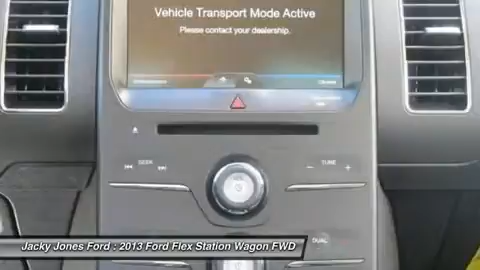 Vehicle Transport Mode Active
Please contact your dealership.
SEEK
TUNE
DUAL
Jacky Jones Ford : 2013 Ford Flex Station Wagon FWD